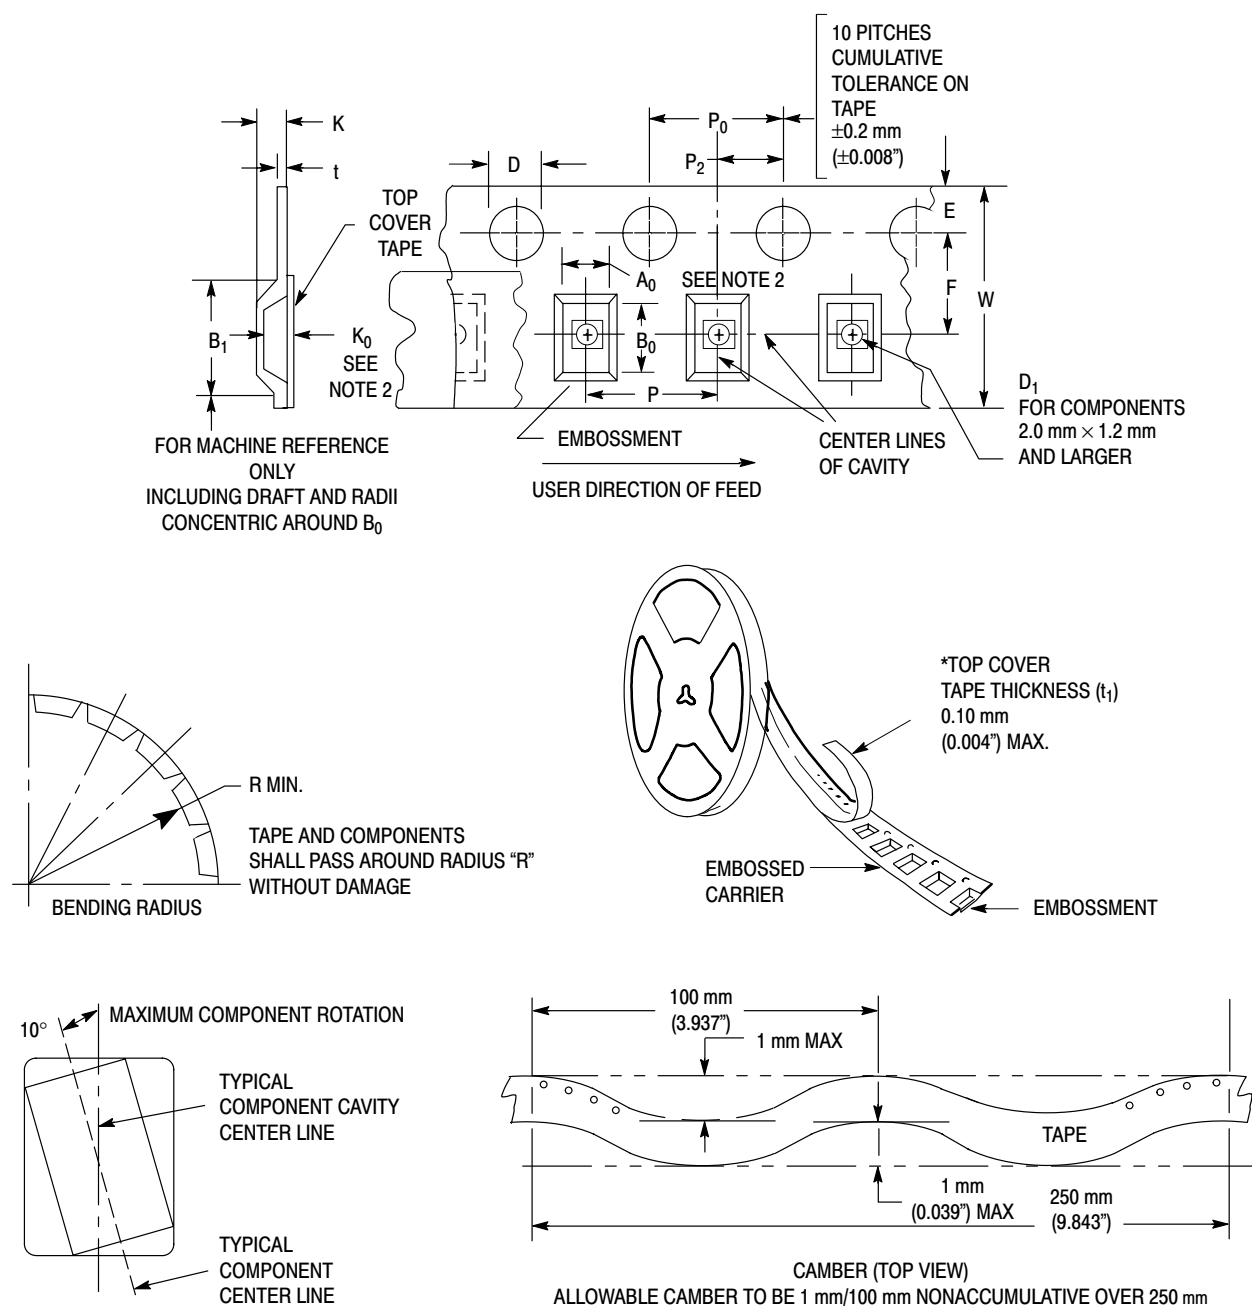 10 PITCHES
CUMULATIVE
TOLERANCE ON
TAPE
±0.2 mm
(±0.008”)
K
t
D
P0
P2
E
TOP
COVER
TAPE
A0
SEE NOTE 2
F
W
B1
K0
SEE
NOTE 2
B0
P
D1
FOR COMPONENTS
2.0 mm × 1.2 mm
AND LARGER
EMBOSSMENT
CENTER LINES
OF CAVITY
FOR MACHINE REFERENCE
ONLY
INCLUDING DRAFT AND RADII
CONCENTRIC AROUND B0
USER DIRECTION OF FEED
*TOP COVER
TAPE THICKNESS (t1)
0.10 mm
(0.004”) MAX.
R MIN.
TAPE AND COMPONENTS
SHALL PASS AROUND RADIUS “R”
WITHOUT DAMAGE
BENDING RADIUS
EMBOSSED
CARRIER
EMBOSSMENT
10°
MAXIMUM COMPONENT ROTATION
TYPICAL
COMPONENT CAVITY
CENTER LINE
TYPICAL
COMPONENT
CENTER LINE
100 mm
(3.937”)
1 mm MAX
TAPE
1 mm
(0.039”) MAX
250 mm
(9.843”)
CAMBER (TOP VIEW)
ALLOWABLE CAMBER TO BE 1 mm/100 mm NONACCUMULATIVE OVER 250 mm